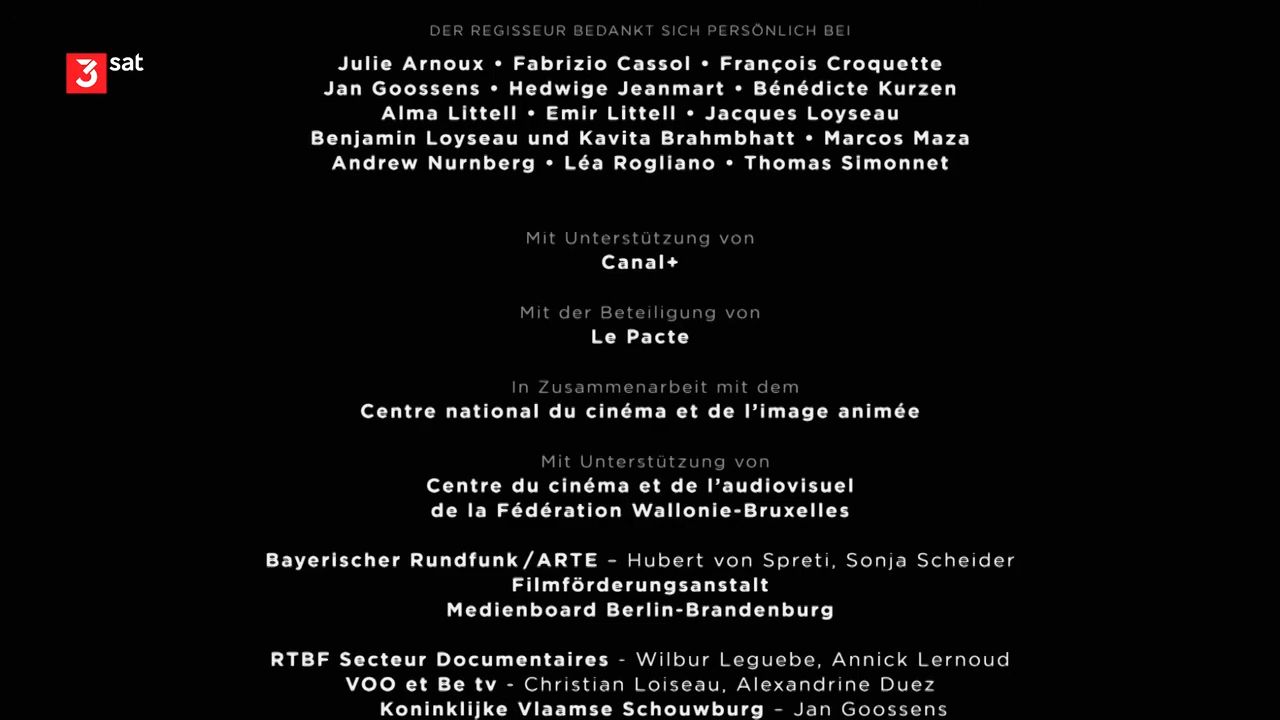 DER REGISSEUR BEDANKT SICH PERSÖNLICH BEI
3 sat
Julie Arnoux • Fabrizio Cassol • François Croquette
Jan Goossens • Hedwige Jeanmart • Bénédicte Kurzen
Alma Littell • Emir Littell • Jacques Loyseau
Benjamin Loyseau und Kavita Brahmbhatt • Marcos Maza
Andrew Nurnberg • Léa Rogliano • Thomas Simonnet
Mit Unterstützung von
Canal+
Mit der Beteiligung von
Le Pacte
In Zusammenarbeit mit dem
Centre national du cinéma et de l’image animée
Mit Unterstützung von
Centre du cinéma et de l’audiovisuel
de la Fédération Wallonie-Bruxelles
Bayerischer Rundfunk/ARTE – Hubert von Spreti, Sonja Scheider
Filmförderungsanstalt
Medienboard Berlin-Brandenburg
RTBF Secteur Documentaires - Wilbur Leguebe, Annick Lernoud
VOO et Be tv - Christian Loiseau, Alexandrine Duez
Koninklijke Vlaamse Schouwburg – Jan Goossens